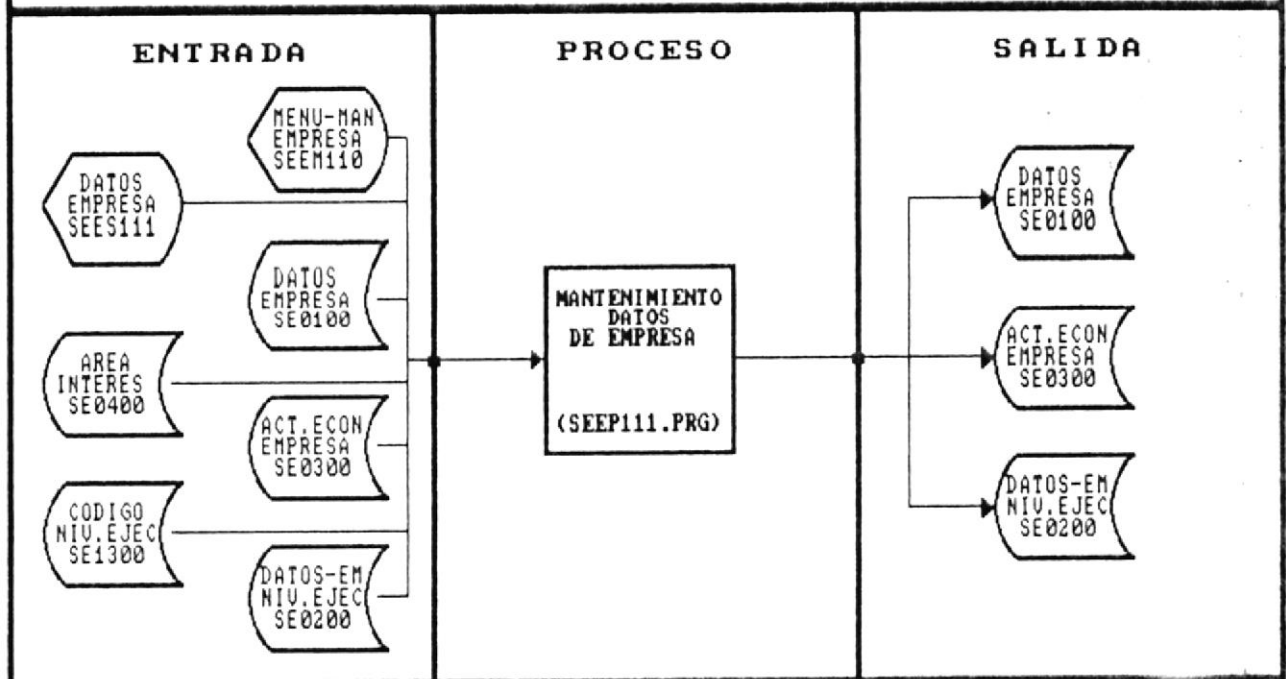 ENTRADA
MENU-MAN
EMPRESA
SEEM110
DATOS
EMPRESA
SEES111
DATOS
EMPRESA
SE0100
AREA
INTERES
SE0400
ACT.ECON
EMPRESA
SE0300
CODIGO
NIV.EJEC
SE1300
DATOS-EM
NIV.EJEC
SE0200
PROCESO
MANTENIMIENTO
DATOS
DE EMPRESA
(SEEP111.PRG)
SALIDA
DATOS
EMPRESA
SE0100
ACT.ECON
EMPRESA
SE0300
DATOS-EM
NIV.EJEC
SE0200